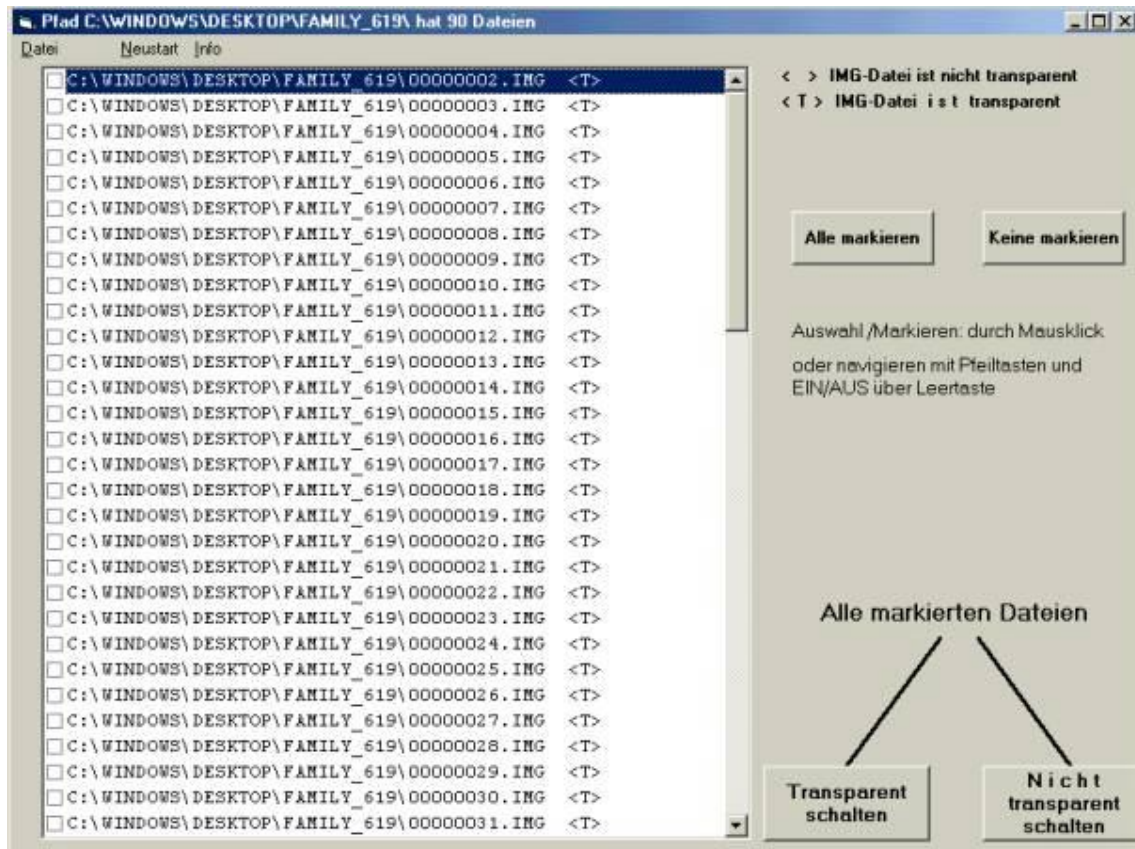 Pfad C:\WINDOWS\DESKTOP\FAMILY_619\ hat 90 Dateien
Datei Neustart Info
C:\WINDOWS\DESKTOP\FAMILY_619\00000002.IMG <T>
C:\WINDOWS\DESKTOP\FAMILY_619\00000003.IMG <T>
C:\WINDOWS\DESKTOP\FAMILY_619\00000004.IMG <T>
C:\WINDOWS\DESKTOP\FAMILY_619\00000005.IMG <T>
C:\WINDOWS\DESKTOP\FAMILY_619\00000006.IMG <T>
C:\WINDOWS\DESKTOP\FAMILY_619\00000007.IMG <T>
C:\WINDOWS\DESKTOP\FAMILY_619\00000008.IMG <T>
C:\WINDOWS\DESKTOP\FAMILY_619\00000009.IMG <T>
C:\WINDOWS\DESKTOP\FAMILY_619\00000010.IMG <T>
C:\WINDOWS\DESKTOP\FAMILY_619\00000011.IMG <T>
C:\WINDOWS\DESKTOP\FAMILY_619\00000012.IMG <T>
C:\WINDOWS\DESKTOP\FAMILY_619\00000013.IMG <T>
C:\WINDOWS\DESKTOP\FAMILY_619\00000014.IMG <T>
C:\WINDOWS\DESKTOP\FAMILY_619\00000015.IMG <T>
C:\WINDOWS\DESKTOP\FAMILY_619\00000016.IMG <T>
C:\WINDOWS\DESKTOP\FAMILY_619\00000017.IMG <T>
C:\WINDOWS\DESKTOP\FAMILY_619\00000018.IMG <T>
C:\WINDOWS\DESKTOP\FAMILY_619\00000019.IMG <T>
C:\WINDOWS\DESKTOP\FAMILY_619\00000020.IMG <T>
C:\WINDOWS\DESKTOP\FAMILY_619\00000021.IMG <T>
C:\WINDOWS\DESKTOP\FAMILY_619\00000022.IMG <T>
C:\WINDOWS\DESKTOP\FAMILY_619\00000023.IMG <T>
C:\WINDOWS\DESKTOP\FAMILY_619\00000024.IMG <T>
C:\WINDOWS\DESKTOP\FAMILY_619\00000025.IMG <T>
C:\WINDOWS\DESKTOP\FAMILY_619\00000026.IMG <T>
C:\WINDOWS\DESKTOP\FAMILY_619\00000027.IMG <T>
C:\WINDOWS\DESKTOP\FAMILY_619\00000028.IMG <T>
C:\WINDOWS\DESKTOP\FAMILY_619\00000029.IMG <T>
C:\WINDOWS\DESKTOP\FAMILY_619\00000030.IMG <T>
C:\WINDOWS\DESKTOP\FAMILY_619\00000031.IMG <T>
< > IMG-Datei ist nicht transparent
< T > IMG-Datei i s t transparent
Alle markieren
Keine markieren
Auswahl /Markieren: durch Mausklick
oder navigieren mit Pfeiltasten und
EIN/AUS über Leertaste
Alle markierten Dateien
Transparent
schalten
N i c h t
transparent
schalten